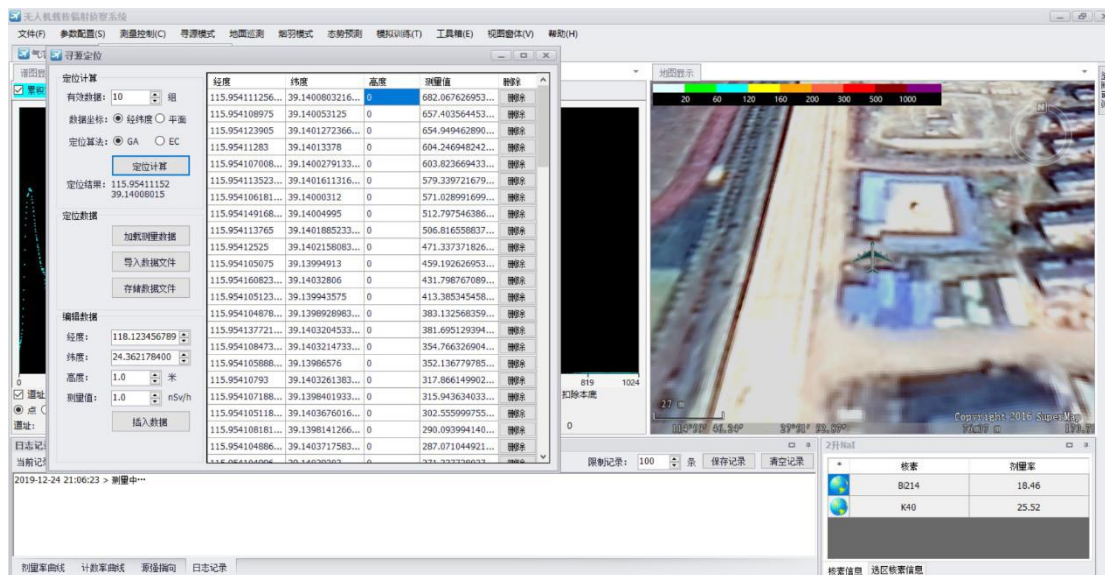 无人机载核辐射侦察系统
文件(F) 参数配置(S) 测量控制(C) 寻源模式 地面巡测 烟羽模式 态势预测 模拟训练(T) 工具箱(E) 视图窗体(V) 帮助(H)
寻源定位
地图显示
定位计算
有效数据: 10 组
数据坐标: 经纬度 平面
定位算法: GA EC
定位计算
定位结果: 115.95411152
39.14008015
定位数据
加载测量数据
导入数据文件
存储数据文件
编辑数据
经度: 118.123456789
纬度: 24.362178400
高度: 1.0 米
测量值: 1.0 nSv/h
插入数据
经度 纬度 高度 测量值 删除
115.954111256... 39.1400803216... 0 682.067626953... 删除
115.954108975 39.140053125 0 657.403564453... 删除
115.954123905 39.1401272366... 0 654.949462890... 删除
115.95411283 39.14013378 0 604.246948242... 删除
115.954107008... 39.1400279133... 0 603.823669433... 删除
115.954113523... 39.1401611316... 0 579.339721679... 删除
115.954106181... 39.14000312 0 571.028991699... 删除
115.954149168... 39.14004995 0 512.797546386... 删除
115.954113765 39.1401885233... 0 506.816558837... 删除
115.95412525 39.1402158083... 0 471.337371826... 删除
115.954105075 39.13994913 0 459.192626953... 删除
115.954160823... 39.14032806 0 431.798767089... 删除
115.954105123... 39.139943575 0 413.385345458... 删除
115.954104878... 39.1398928983... 0 383.132568359... 删除
115.954137721... 39.1403204533... 0 381.695129394... 删除
115.954108473... 39.1403214733... 0 354.766326904... 删除
115.954105888... 39.13986576 0 352.136779785... 删除
115.95410793 39.1403261383... 0 317.866149902... 删除
115.954107188... 39.1398401933... 0 315.943634033... 删除
115.954105118... 39.1403676016... 0 302.555999755... 删除
115.954108181... 39.1398141266... 0 290.093994140... 删除
115.954104886... 39.1403717583... 0 287.071044921... 删除
20 60 120 160 200 300 500 1000
N
27 m
Copyright 2016 SuperMap
0
819 1024
扣除本底
点
道址:
0
限制记录: 100 条 保存记录 清空记录
2019-12-24 21:06:23 > 测量中…
剂量率曲线 计数率曲线 源强指向 日志记录
2升NaI
* 核素 剂量率
Bi214 18.46
K40 25.52
核素信息 选区核素信息